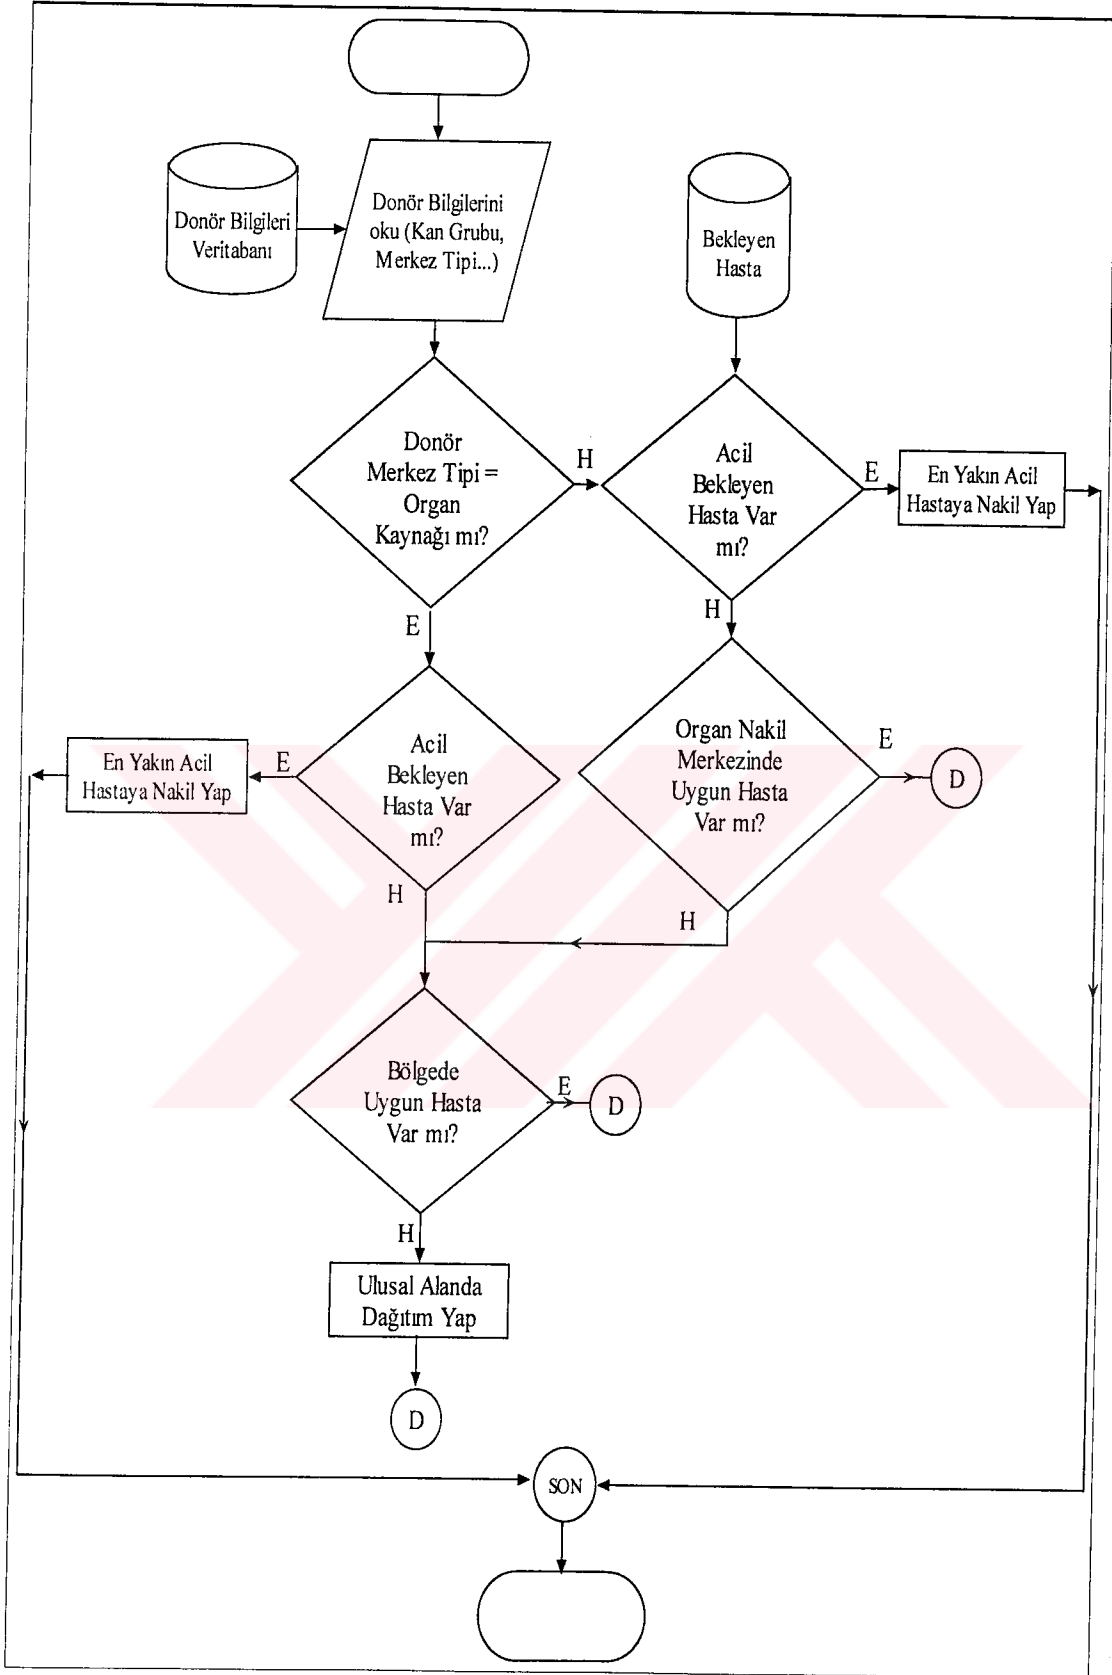 Donör Bilgileri
Veritabanı
Donör Bilgilerini
oku (Kan Grubu,
Merkez Tipi...)
Bekleyen
Hasta
Donör
Merkez Tipi =
Organ
Kaynağı mı?
H
Acil
Bekleyen
Hasta Var
mı?
E
En Yakın Acil
Hastaya Nakil Yap
E
H
En Yakın Acil
Hastaya Nakil Yap
E
Acil
Bekleyen
Hasta Var
mı?
Organ Nakil
Merkezinde
Uygun Hasta
Var mı?
E
D
H
H
Bölgede
Uygun Hasta
Var mı?
E
D
H
Ulusal Alanda
Dağıtım Yap
D
SON